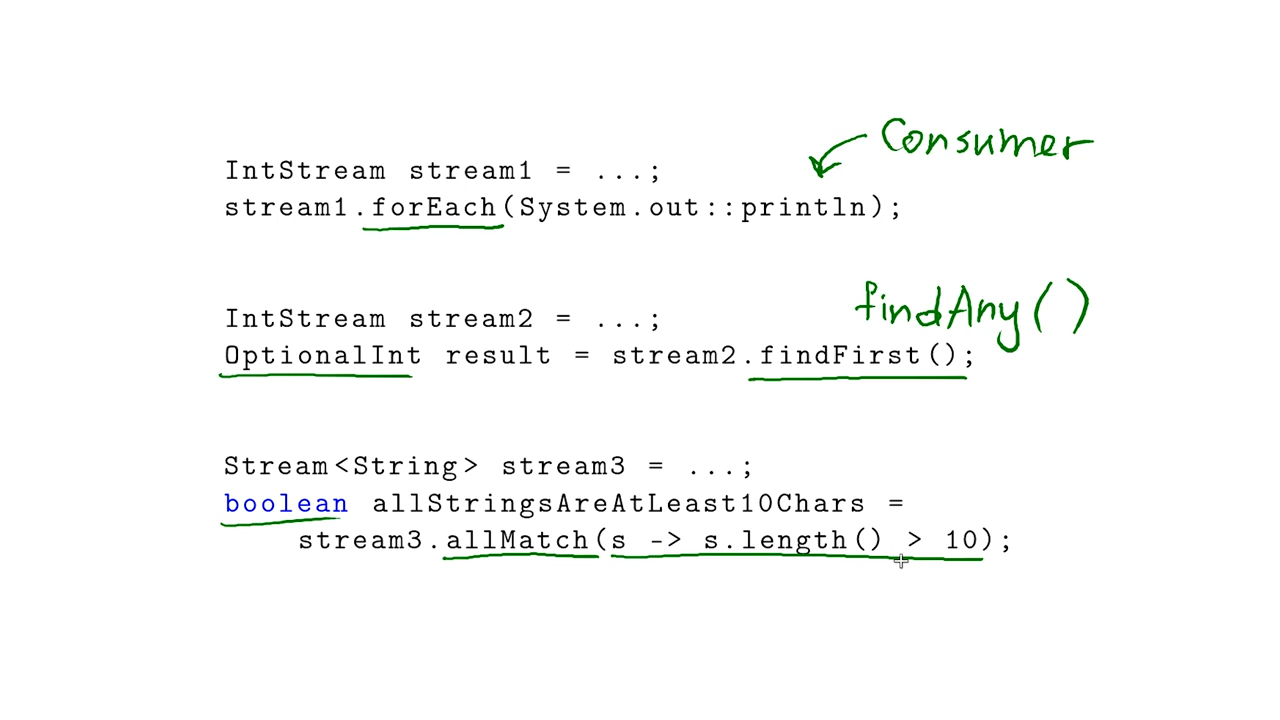 Consumer
IntStream stream1 = ...;
stream1.forEach(System.out::println);
findAny()
IntStream stream2 = ...;
OptionalInt result = stream2.findFirst();
Stream<String> stream3 = ...;
boolean allStringsAreAtLeast10Chars =
stream3.allMatch(s -> s.length() > 10);